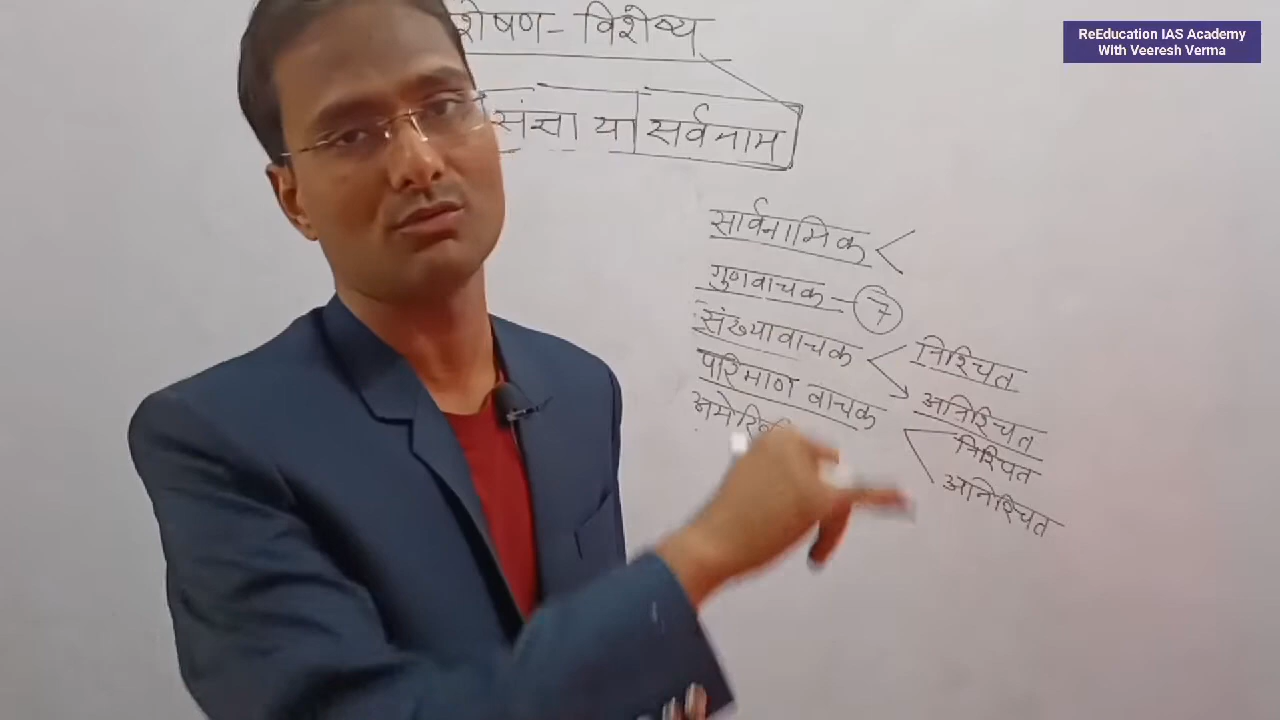 ReEducation IAS Academy
With Veeresh Verma
शेषण- विशेष्य
संज्ञा या सर्वनाम
सार्वनामिक
गुणवाचक - 7
संख्यावाचक
निश्चित
अनिश्चित
परिमाण वाचक
निश्चित
अनिश्चित